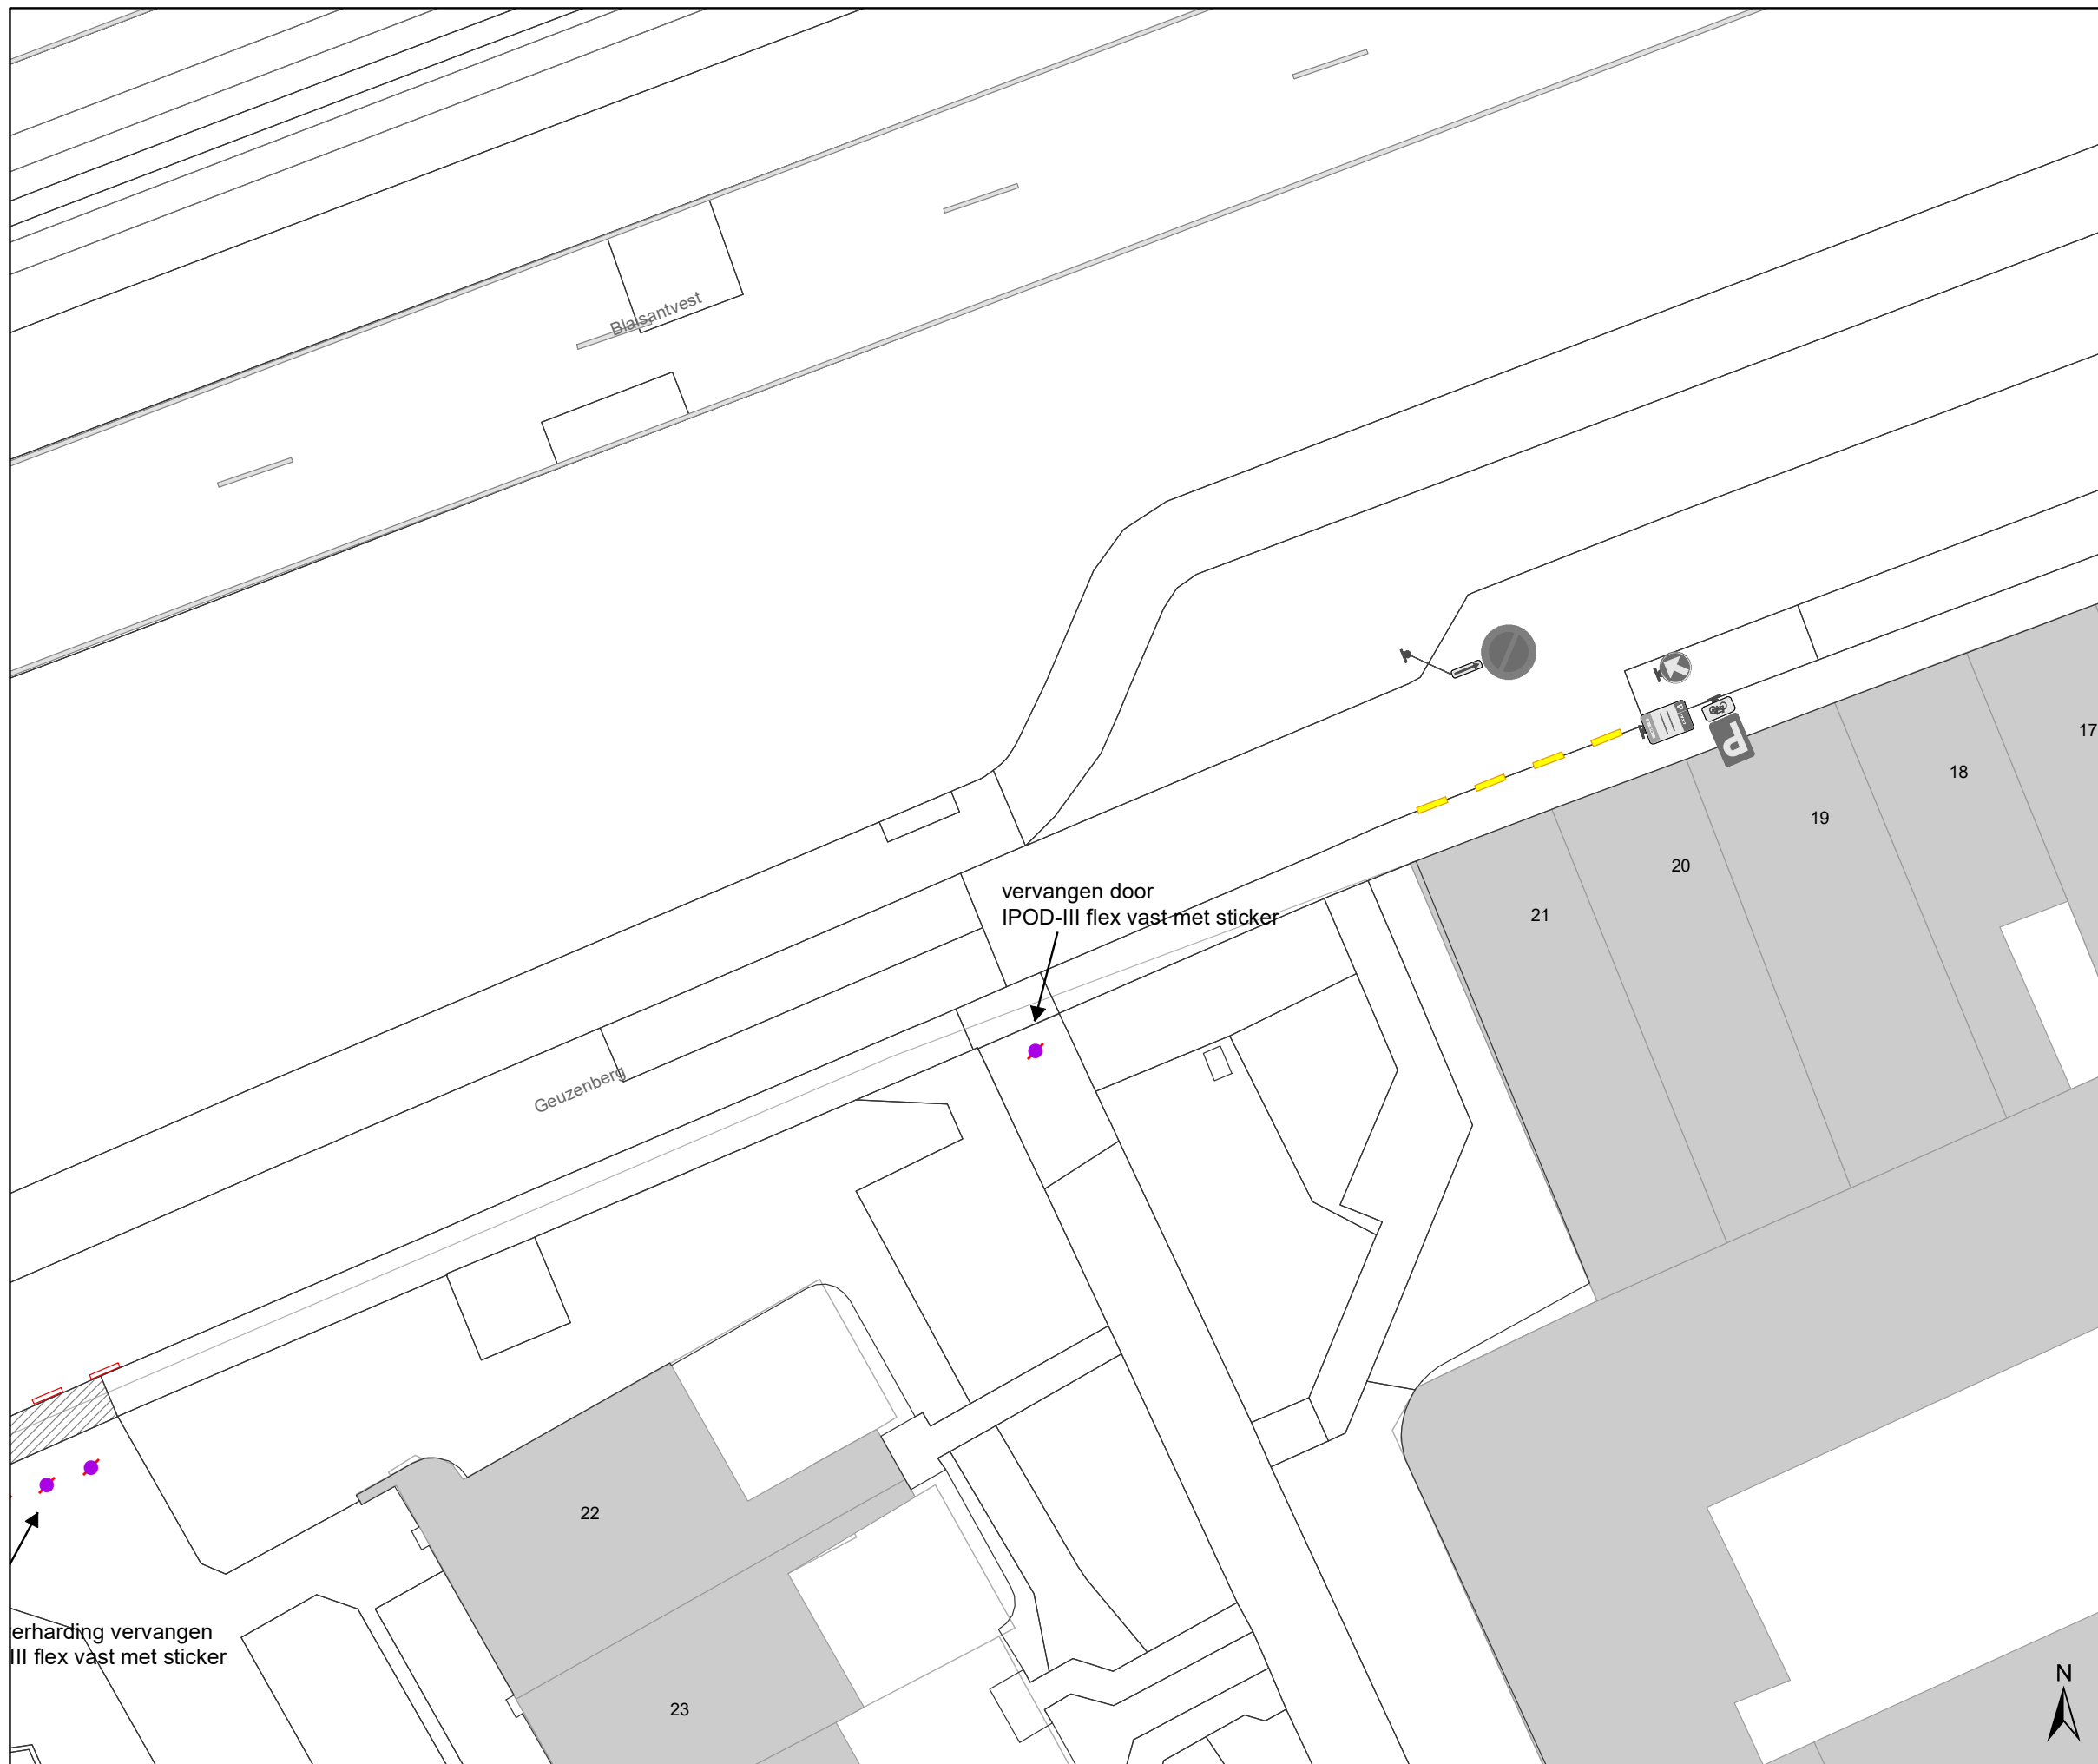 Blaisantvest
17
18
19
20
21
P
vervangen door
IPOD-III flex vast met sticker
Geuzenberg
22
erharding vervangen
III flex vast met sticker
23
N